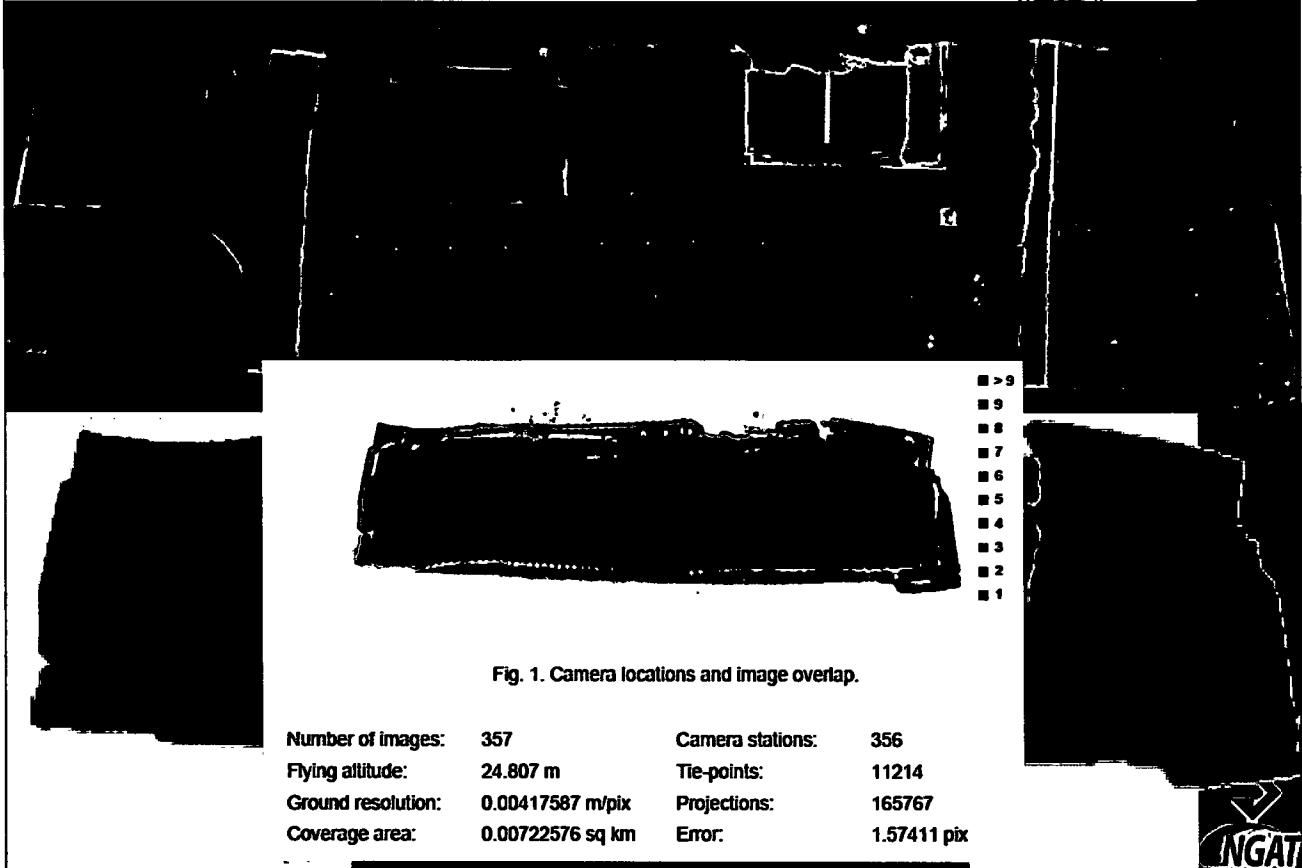 >9
9
8
7
6
5
4
3
2
1
Fig. 1. Camera locations and image overlap.
Number of images: 357 Camera stations: 356
Flying altitude: 24.807 m Tie-points: 11214
Ground resolution: 0.00417587 m/pix Projections: 165767
Coverage area: 0.00722576 sq km Error: 1.57411 pix
NGAT